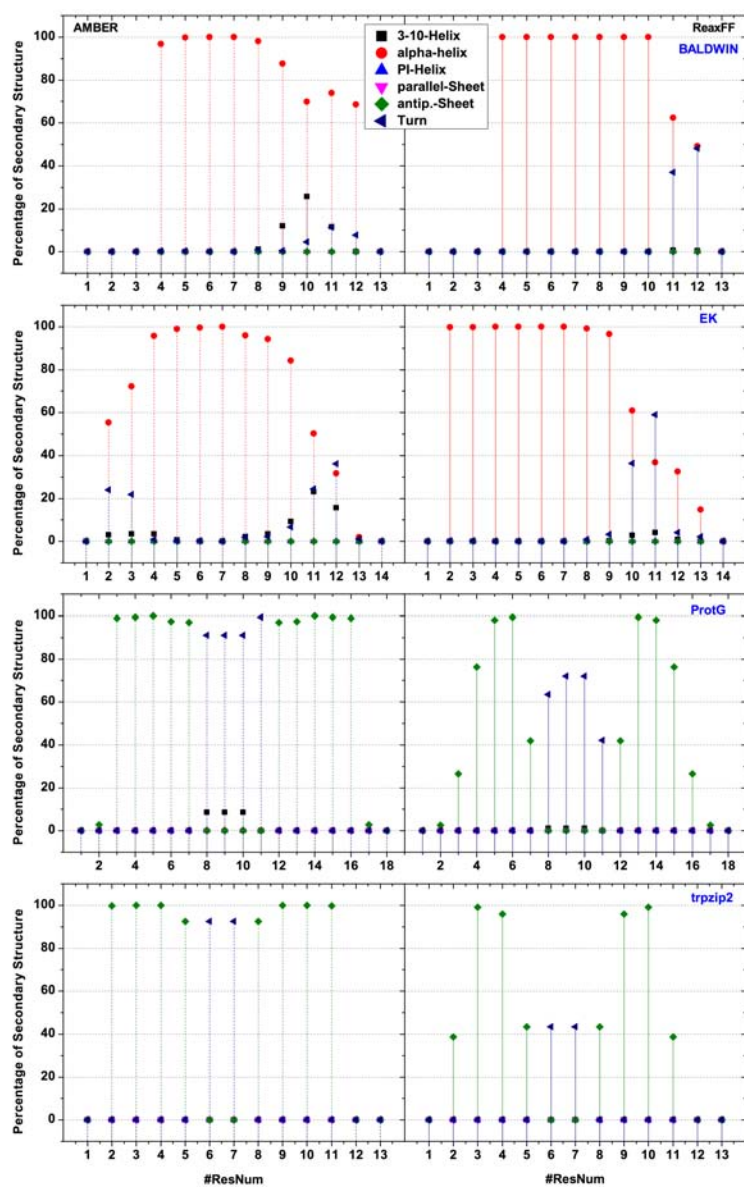 AMBER
ReaxFF
3-10-Helix
alpha-helix
PI-Helix
parallel-Sheet
antip.-Sheet
Turn
BALDWIN
Percentage of Secondary Structure
100
80
60
40
20
0
1 2 3 4 5 6 7 8 9 10 11 12 13
1 2 3 4 5 6 7 8 9 10 11 12 13
EK
Percentage of Secondary Structure
100
80
60
40
20
0
1 2 3 4 5 6 7 8 9 10 11 12 13 14
1 2 3 4 5 6 7 8 9 10 11 12 13 14
ProtG
Percentage of Secondary Structure
100
80
60
40
20
0
2 4 6 8 10 12 14 16 18
2 4 6 8 10 12 14 16 18
trpzip2
Percentage of Secondary Structure
100
80
60
40
20
0
1 2 3 4 5 6 7 8 9 10 11 12 13
1 2 3 4 5 6 7 8 9 10 11 12 13
#ResNum
#ResNum